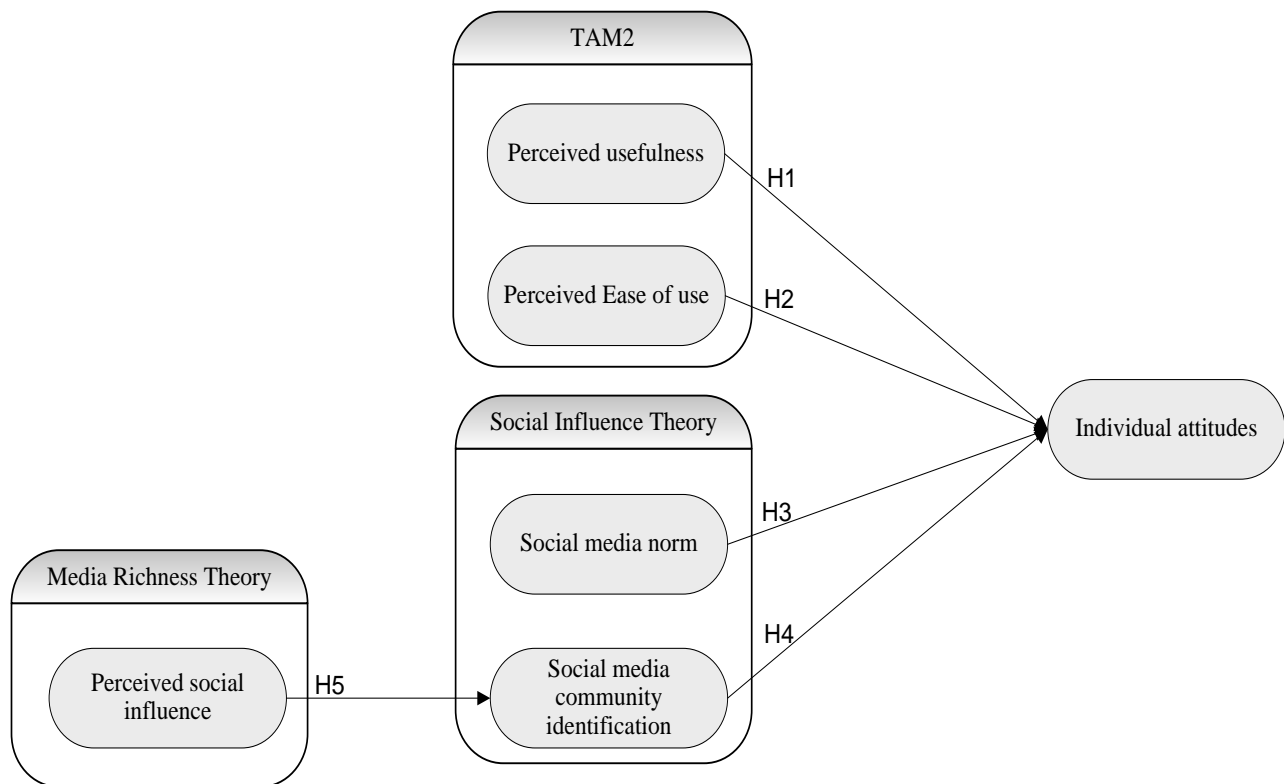 TAM2
Perceived usefulness
H1
Perceived Ease of use
H2
Social Influence Theory
Individual attitudes
Social media norm
H3
Media Richness Theory
Perceived social
influence
H5
Social media
community
identification
H4